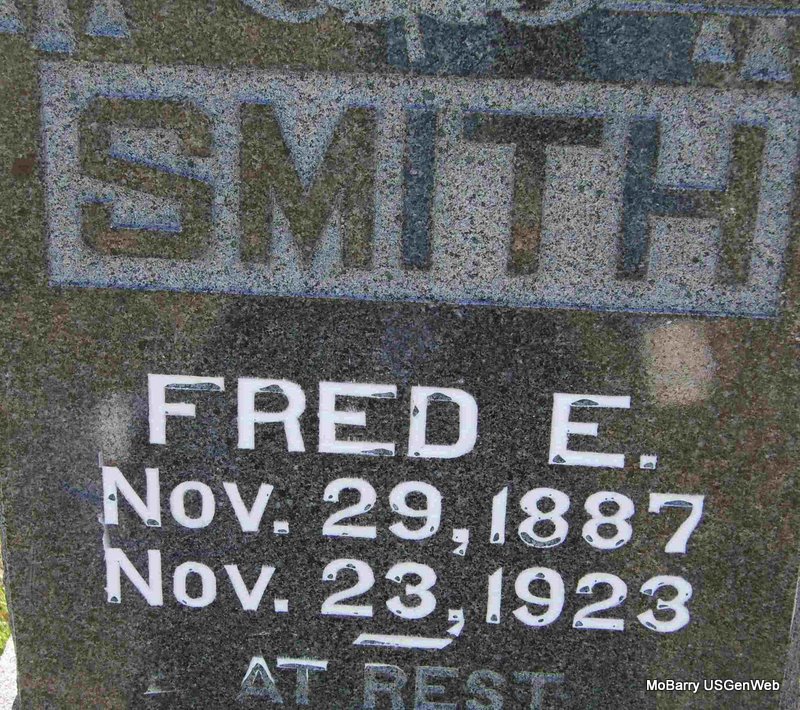 SMITH
FRED E.
Nov. 29, 1887
Nov. 23, 1923
AT REST
MoBarry USGenWeb